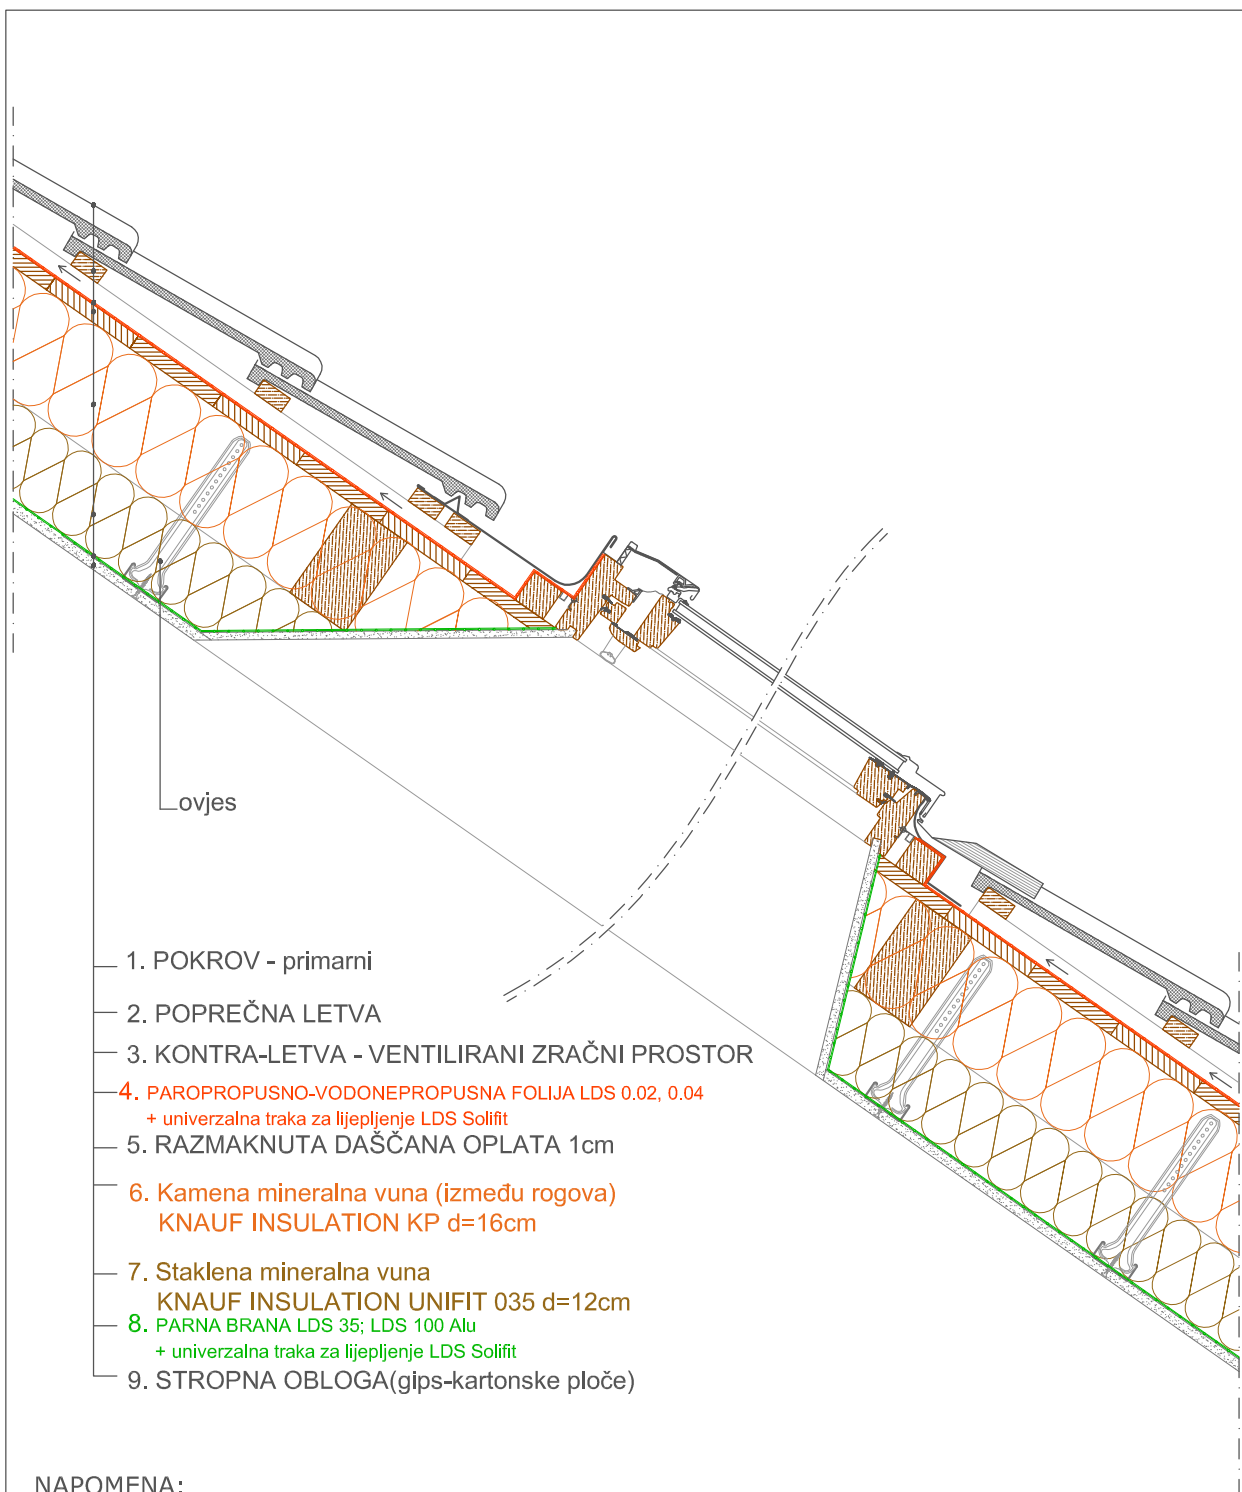 ovjes
1. POKROV - primarni
2. POPREČNA LETVA
3. KONTRA-LETVA - VENTILIRANI ZRAČNI PROSTOR
4. PAROPROPUSNO-VODONEPROPUSNA FOLIJA LDS 0.02, 0.04
+ univerzalna traka za lijepljenje LDS Solifit
5. RAZMAKNUTA DAŠČANA OPLATA 1cm
6. Kamena mineralna vuna (između rogova)
KNAUF INSULATION KP d=16cm
7. Staklena mineralna vuna
KNAUF INSULATION UNIFIT 035 d=12cm
8. PARNA BRANA LDS 35; LDS 100 Alu
+ univerzalna traka za lijepljenje LDS Solifit
9. STROPNA OBLOGA(gips-kartonske ploče)
NAPOMENA: